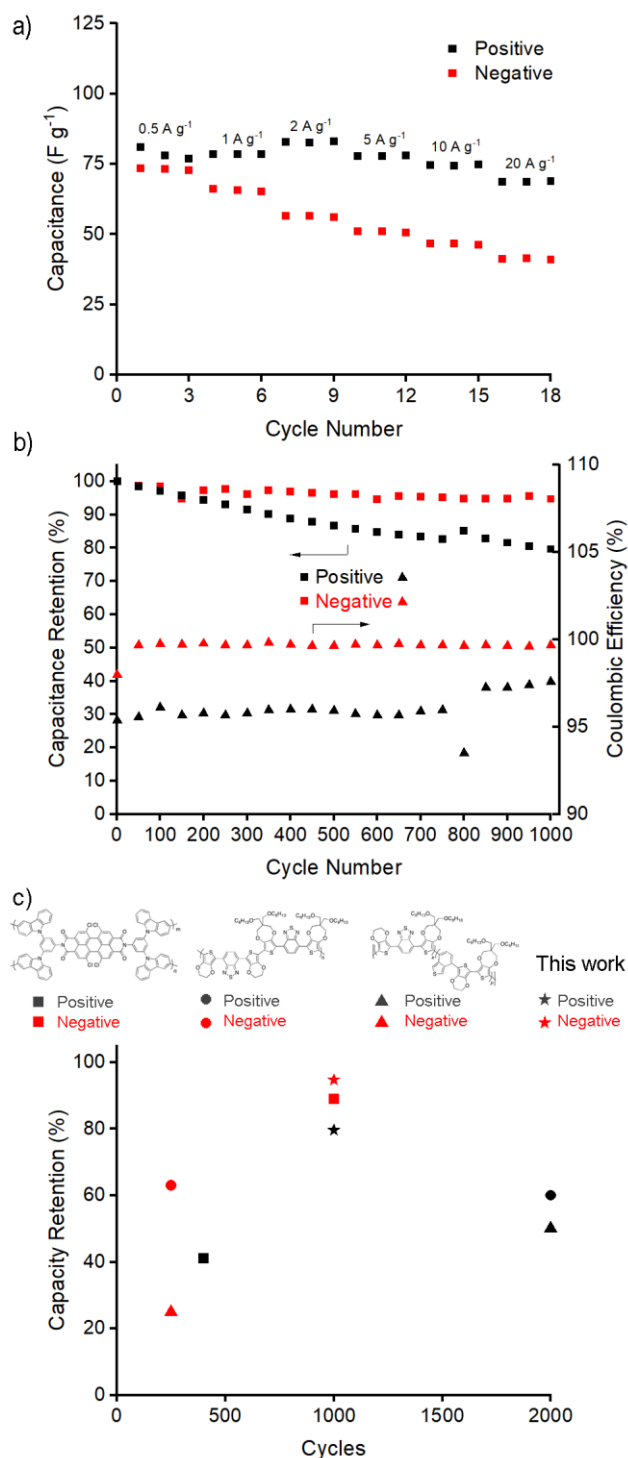 a)
125
100
75
50
25
0
Capacitance (F g⁻¹)
Positive
Negative
0.5 A g⁻¹
1 A g⁻¹
2 A g⁻¹
5 A g⁻¹
10 A g⁻¹
20 A g⁻¹
0 3 6 9 12 15 18
Cycle Number
b)
100
90
80
70
60
50
40
30
20
10
0
Capacitance Retention (%)
Positive
Negative
110
105
100
95
90
Coulombic Efficiency (%)
0 100 200 300 400 500 600 700 800 900 1000
Cycle Number
c)
This work
Positive Positive Positive Positive
Negative Negative Negative Negative
100
80
60
40
20
0
Capacity Retention (%)
0 500 1000 1500 2000
Cycles